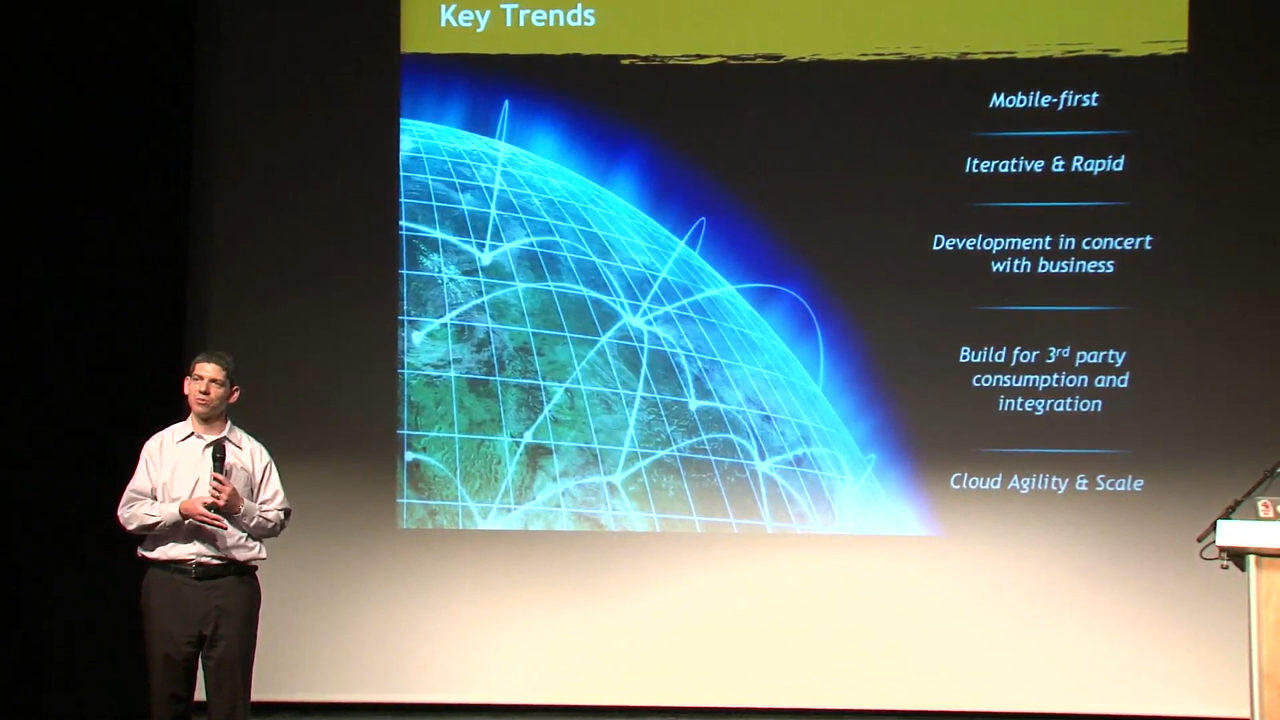 Key Trends
Mobile-first
Iterative & Rapid
Development in concert
with business
Build for 3rd party
consumption and
integration
Cloud Agility & Scale